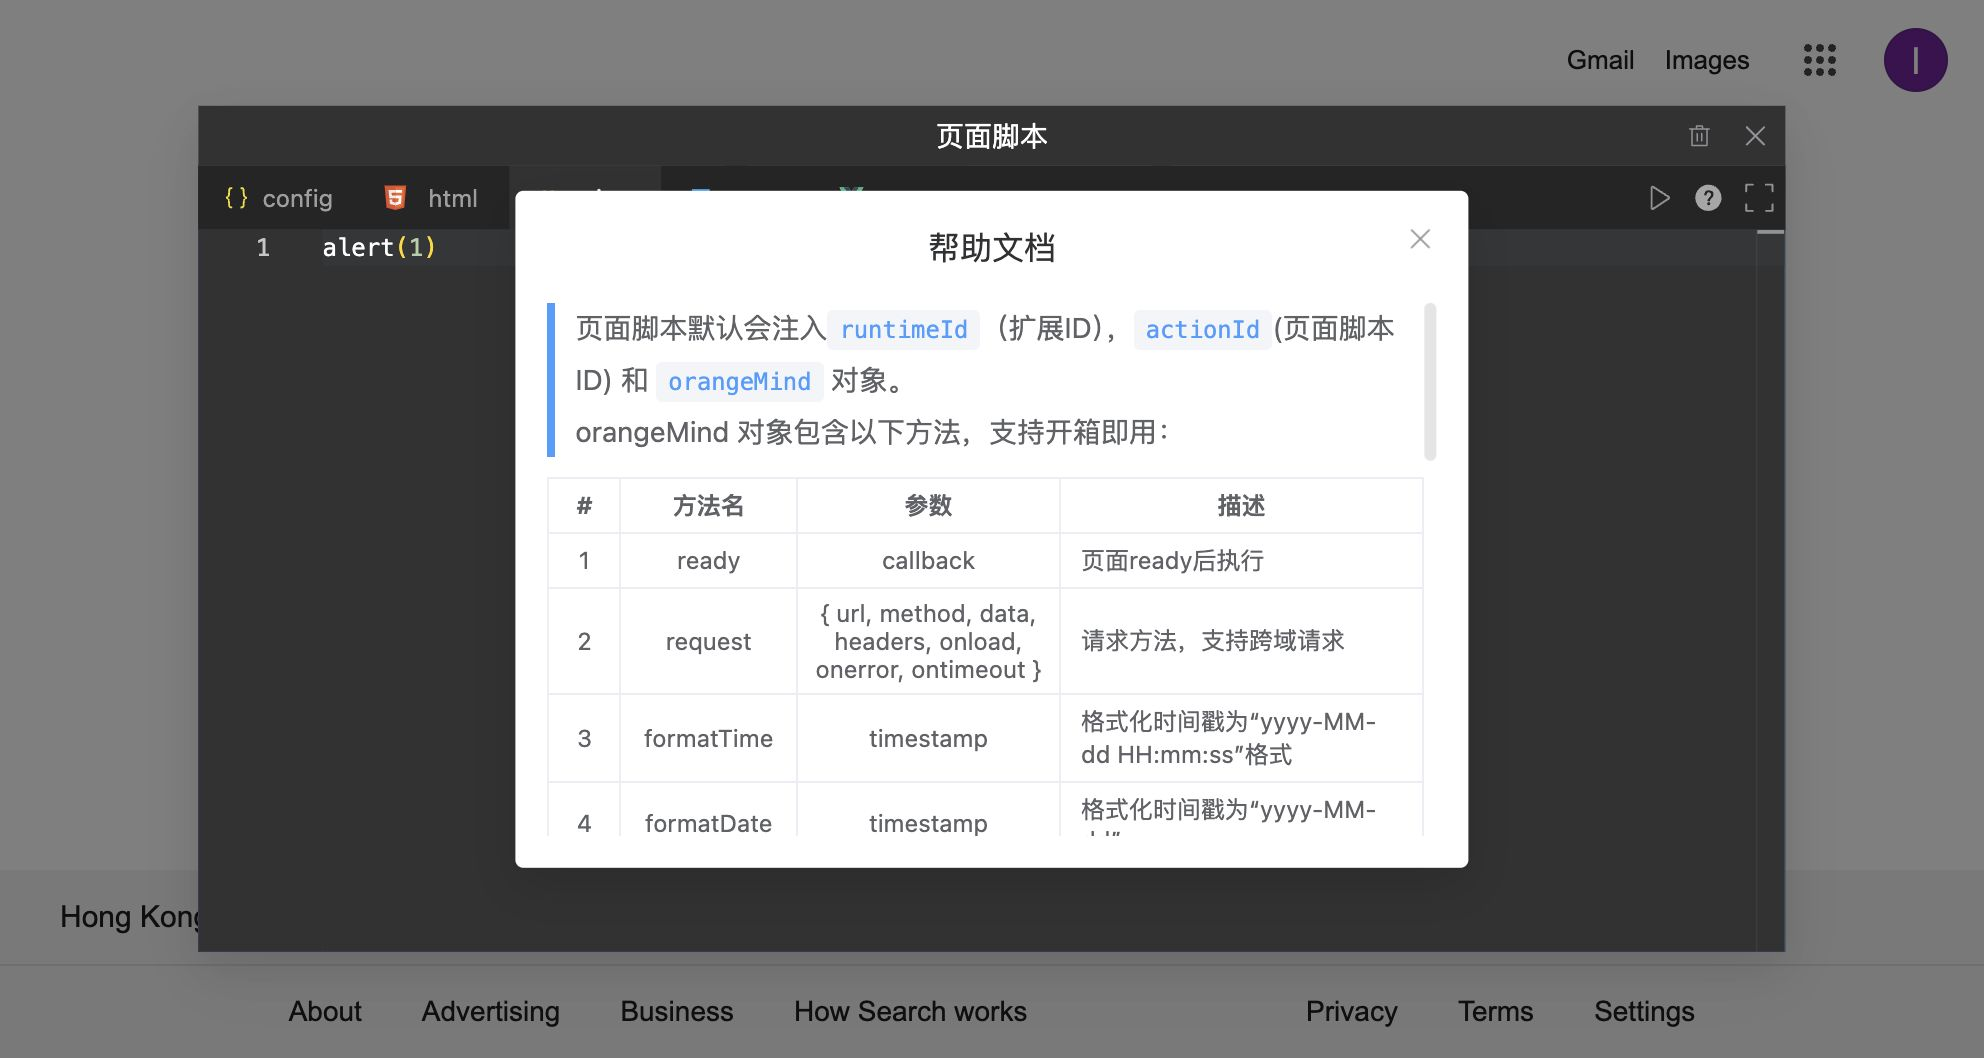 Gmail Images
I
页面脚本
{} config html
1 alert(1)
帮助文档
页面脚本默认会注入 runtimeId （扩展ID），actionId (页面脚本
ID) 和 orangeMind 对象。
orangeMind 对象包含以下方法，支持开箱即用：
# 方法名 参数 描述
1 ready callback 页面ready后执行
2 request { url, method, data,
headers, onload,
onerror, ontimeout } 请求方法，支持跨域请求
3 formatTime timestamp 格式化时间戳为“yyyy-MM-
dd HH:mm:ss”格式
4 formatDate timestamp 格式化时间戳为“yyyy-MM-
Hong Kong
About Advertising Business How Search works Privacy Terms Settings